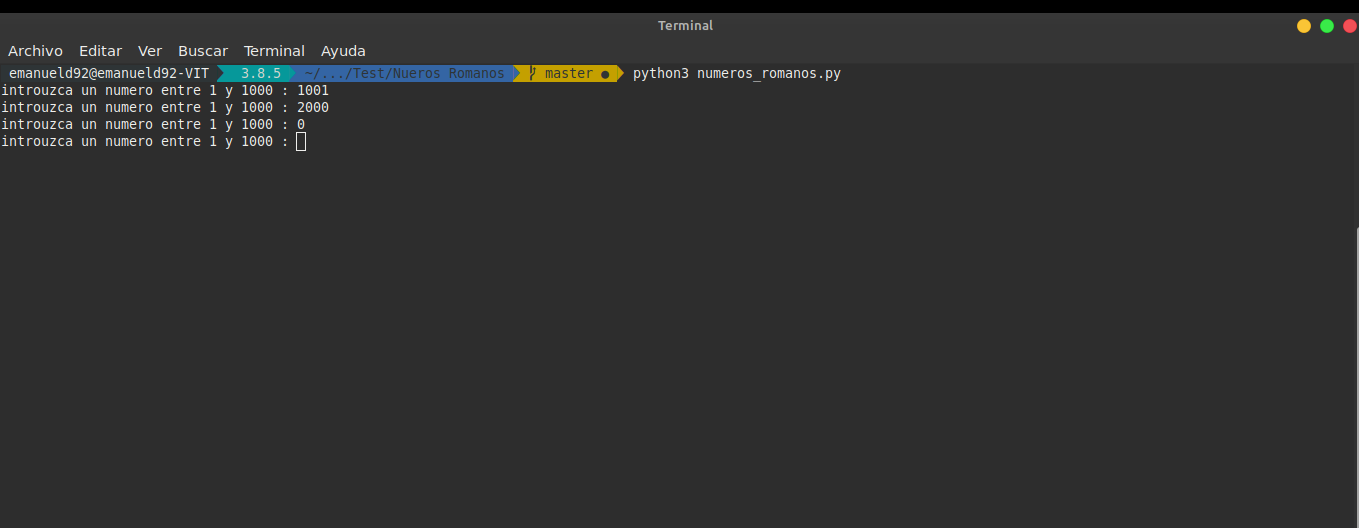 Terminal
Archivo Editar Ver Buscar Terminal Ayuda
emanueld92@emanueld92-VIT 3.8.5 ~/.../Test/Nueros Romanos master ● python3 numeros_romanos.py
introuzca un numero entre 1 y 1000 : 1001
introuzca un numero entre 1 y 1000 : 2000
introuzca un numero entre 1 y 1000 : 0
introuzca un numero entre 1 y 1000 :